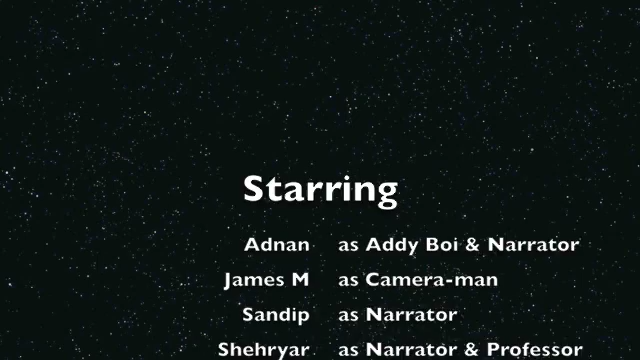 Starring
Adnan as Addy Boi & Narrator
James M as Camera-man
Sandip as Narrator
Shehryar as Narrator & Professor